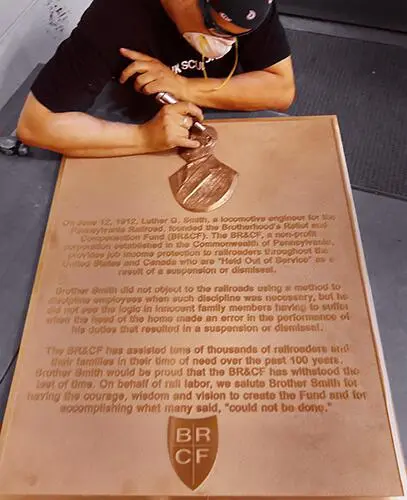 On June 12, 1912, Luther G. Smith, a locomotive engineer for the
Pennsylvania Railroad, founded the Brotherhood's Relief and
Compensation Fund (BR&CF). The BR&CF, a non-profit
corporation established in the Commonwealth of Pennsylvania,
provides job income protection to railroaders throughout the
United States and Canada who are "Held Out of Service" as a
result of a suspension or dismissal.
Brother Smith did not object to the railroads using a method to
discipline employees when such discipline was necessary, but he
did not see the logic in innocent family members having to suffer
when the head of the home made an error in the performance of
his duties that resulted in a suspension or dismissal.
The BR&CF has assisted tens of thousands of railroaders and
their families in their time of need over the past 100 years.
Brother Smith would be proud that the BR&CF has withstood the
test of time. On behalf of rail labor, we salute Brother Smith for
having the courage, wisdom and vision to create the Fund and for
accomplishing what many said, "could not be done."
BR
CF